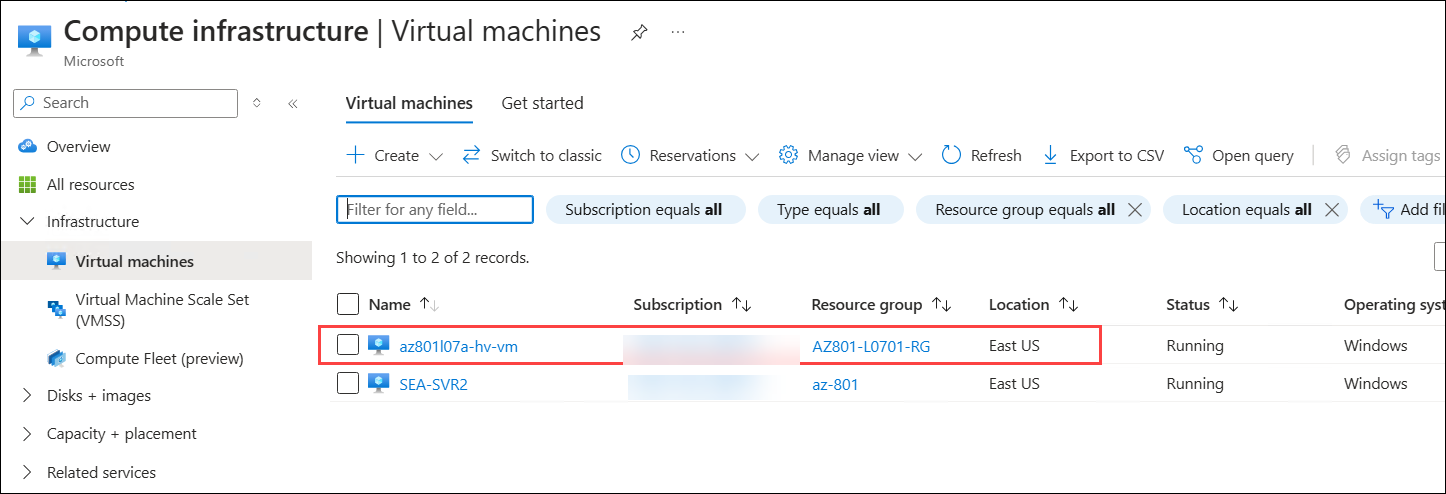 Compute infrastructure | Virtual machines
Microsoft
Search
Overview
All resources
Infrastructure
Virtual machines
Virtual Machine Scale Set
(VMSS)
Compute Fleet (preview)
Disks + images
Capacity + placement
Related services
Virtual machines Get started
Create Switch to classic Reservations Manage view Refresh Export to CSV Open query Assign tags
Filter for any field... Subscription equals all Type equals all Resource group equals all Location equals all Add fil
Showing 1 to 2 of 2 records.
Name Subscription Resource group Location Status Operating syst
az801l07a-hv-vm AZ801-L0701-RG East US Running Windows
SEA-SVR2 az-801 East US Running Windows